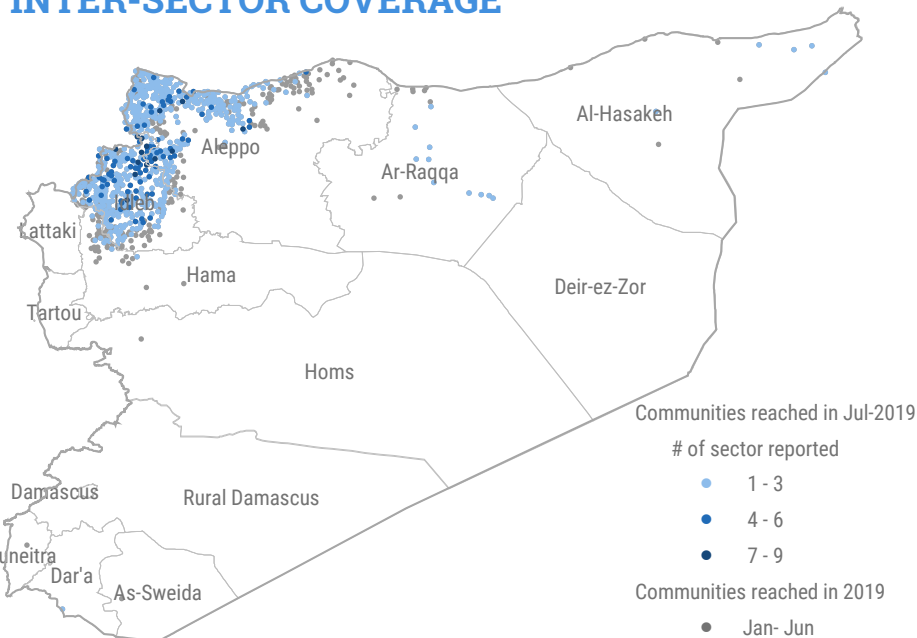 INTER-SECTOR COVERAGE
Al-Hasakeh
Aleppo
Ar-Raqqa
Idleb
Lattaki
Hama
Deir-ez-Zor
Tartou
Homs
Communities reached in Jul-2019
# of sector reported
1 - 3
Damascus
Rural Damascus
4 - 6
7 - 9
uneitra
Dar'a
As-Sweida
Communities reached in 2019
Jan- Jun